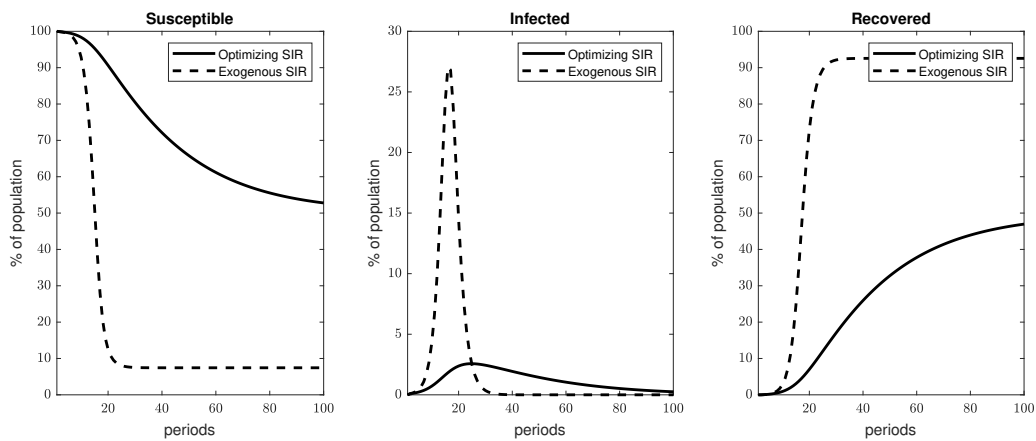 Susceptible
Optimizing SIR
Exogenous SIR
% of population
100
90
80
70
60
50
40
30
20
10
0
20 40 60 80 100
periods
Infected
Optimizing SIR
Exogenous SIR
% of population
30
25
20
15
10
5
0
20 40 60 80 100
periods
Recovered
Optimizing SIR
Exogenous SIR
% of population
100
90
80
70
60
50
40
30
20
10
0
20 40 60 80 100
periods